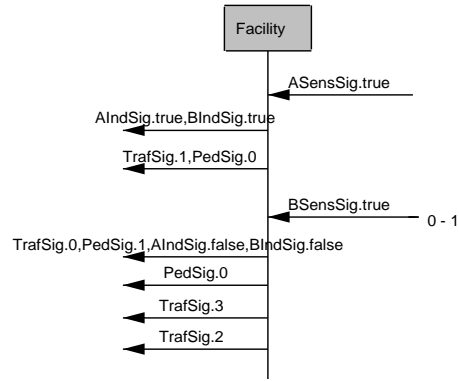 Facility
ASensSig.true
AIndSig.true,BIndSig.true
TrafSig.1,PedSig.0
BSensSig.true
0 - 1
TrafSig.0,PedSig.1,AIndSig.false,BIndSig.false
PedSig.0
TrafSig.3
TrafSig.2